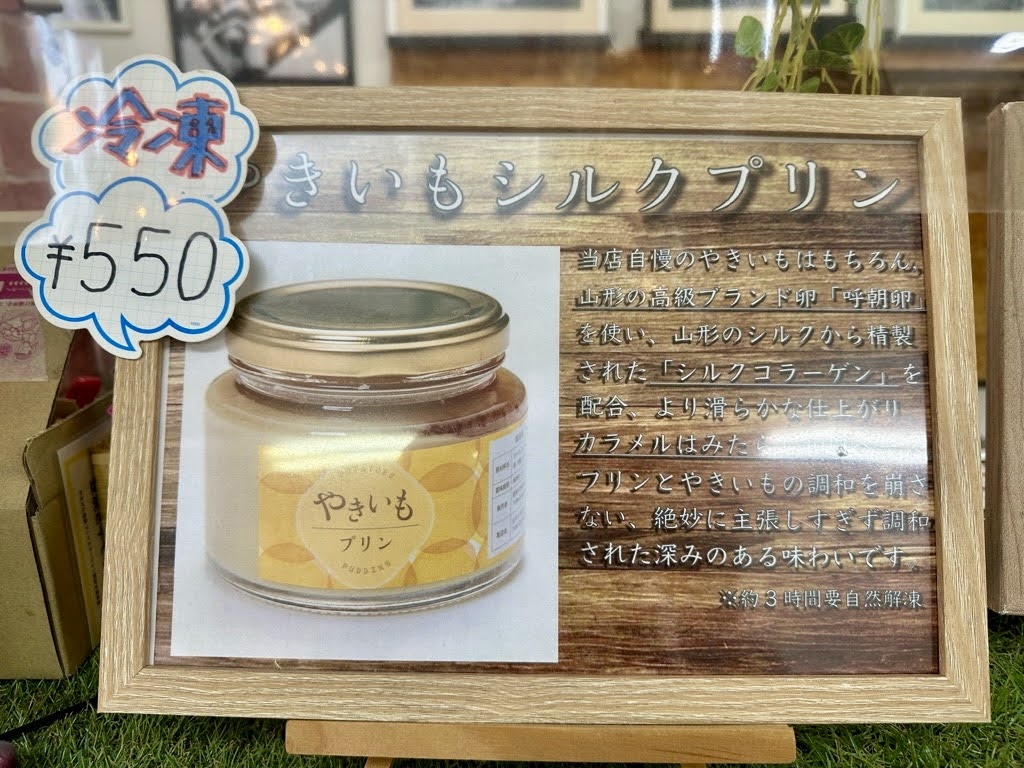 冷凍
¥550
やきいもシルクプリン
当店自慢のやきいもはもちろん、
山形の高級ブランド卵「呼朝卵」
を使い、山形のシルクから精製
された「シルクコラーゲン」を
配合、より滑らかな仕上がり
カラメルはみたら
プリンとやきいもの調和を崩さ
ない、絶妙に主張しすぎず調和
された深みのある味わいです。
※約3時間要自然解凍
やきいも
プリン
PUDDING